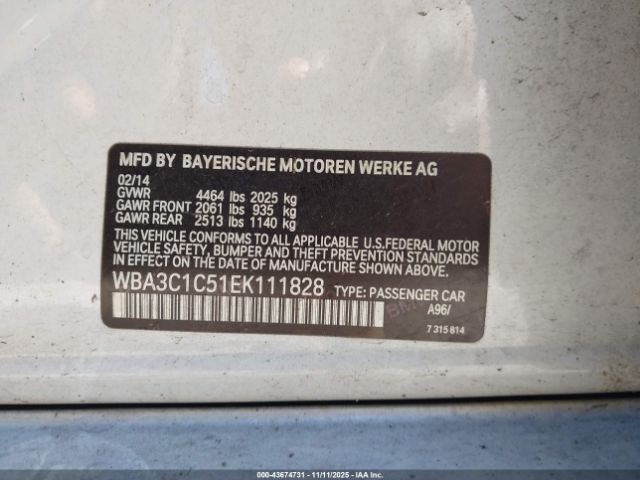 MFD BY BAYERISCHE MOTOREN WERKE AG
02/14
GVWR 4464 lbs 2025 kg
GAWR FRONT 2061 lbs 935 kg
GAWR REAR 2513 lbs 1140 kg
THIS VEHICLE CONFORMS TO ALL APPLICABLE U.S.FEDERAL MOTOR
VEHICLE SAFETY, BUMPER AND THEFT PREVENTION STANDARDS
IN EFFECT ON THE DATE OF MANUFACTURE SHOWN ABOVE.
WBA3C1C51EK111828 TYPE: PASSENGER CAR
A96/
7 315 814
000-43674731 - 11/11/2025 - IAA Inc.